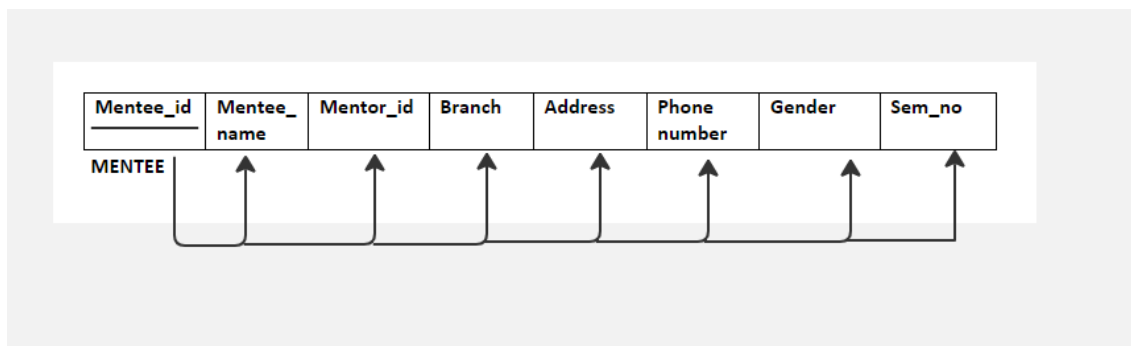 Mentee_id Mentee_ Mentor_id Branch Address Phone Gender Sem_no
name number
MENTEE